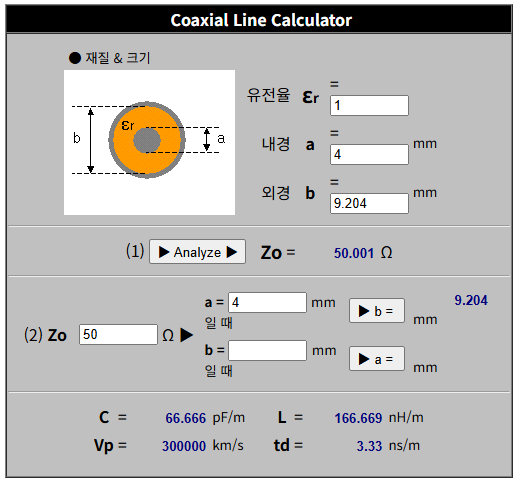 Coaxial Line Calculator
● 재질 & 크기
유전율 εr = 1
내경 a = 4 mm
외경 b = 9.204 mm
b εr a
(1) ▶ Analyze ▶ Zo = 50.001 Ω
(2) Zo 50 Ω ▶
a = 4 mm ▶ b = 9.204 mm
일 때
b = mm ▶ a = mm
일 때
C = 66.666 pF/m L = 166.669 nH/m
Vp = 300000 km/s td = 3.33 ns/m